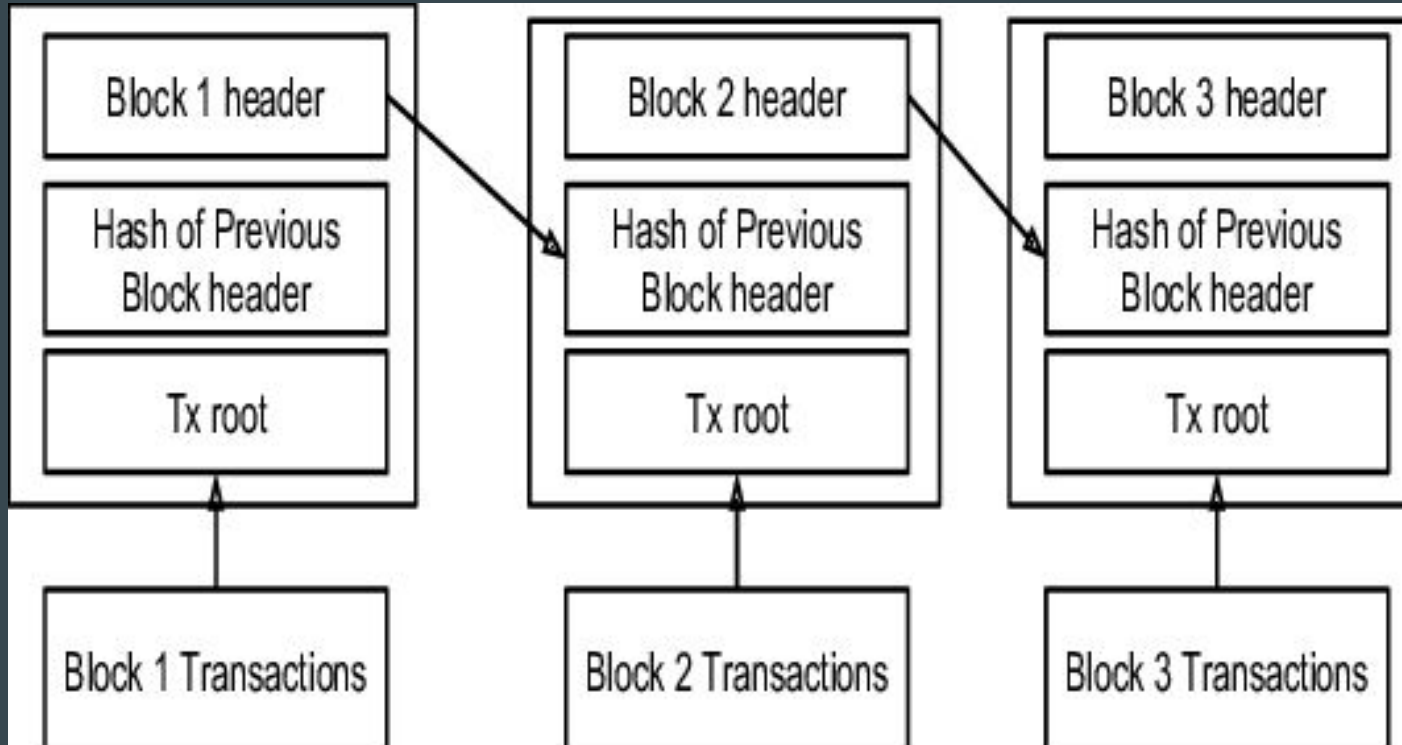 Block 1 header
Hash of Previous
Block header
Tx root
Block 1 Transactions
Block 2 header
Hash of Previous
Block header
Tx root
Block 2 Transactions
Block 3 header
Hash of Previous
Block header
Tx root
Block 3 Transactions